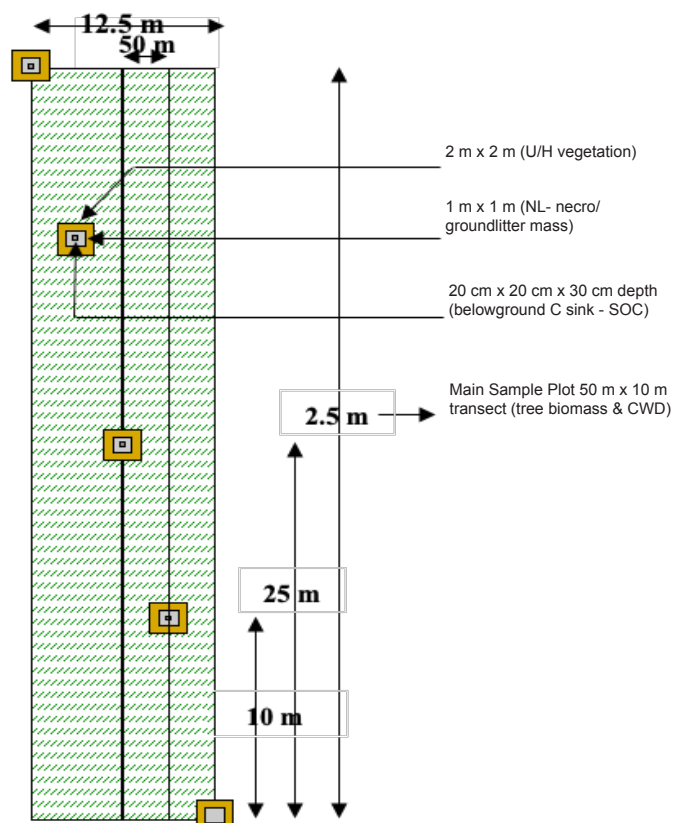 12.5 m
50 m
2 m x 2 m (U/H vegetation)
1 m x 1 m (NL- necro/
groundlitter mass)
20 cm x 20 cm x 30 cm depth
(belowground C sink - SOC)
Main Sample Plot 50 m x 10 m
transect (tree biomass & CWD)
2.5 m
25 m
10 m